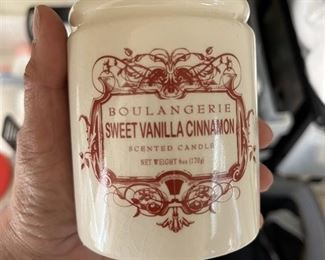 BOULANGERIE
SWEET VANILLA CINNAMON
SCENTED CANDLE
NET WEIGHT 6oz (170g)